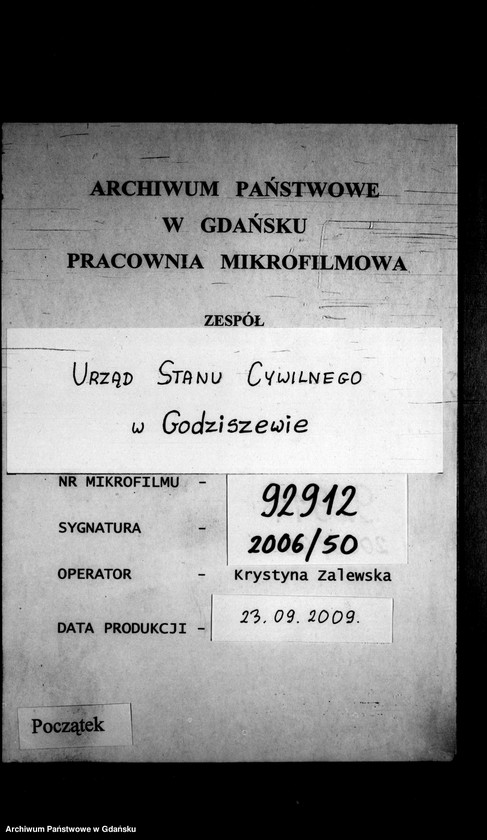 ARCHIWUM PAŃSTWOWE
W GDAŃSKU
PRACOWNIA MIKROFILMOWA
ZESPÓŁ
URZĄD STANU CYWILNEGO
w Godziszewie
NR MIKROFILMU - 92912
SYGNATURA - 2006/50
OPERATOR - Krystyna Zalewska
DATA PRODUKCJI - 23.09.2009.
Początek
Archiwum Państwowe w Gdańsku